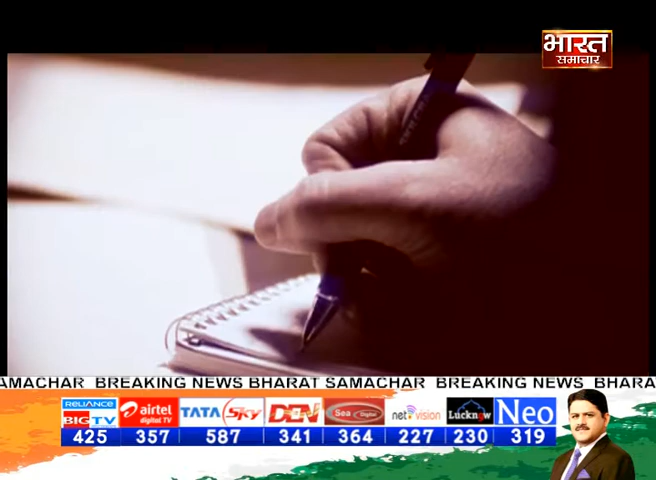 भारत
समाचार
AMACHAR BREAKING NEWS BHARAT SAMACHAR BREAKING NEWS BHARA
RELIANCE
BIG TV
airtel
digital TV
TATA Sky
DEN
Sea Digital
net vision
Lucknow
Neo
425 357 587 341 364 227 230 319